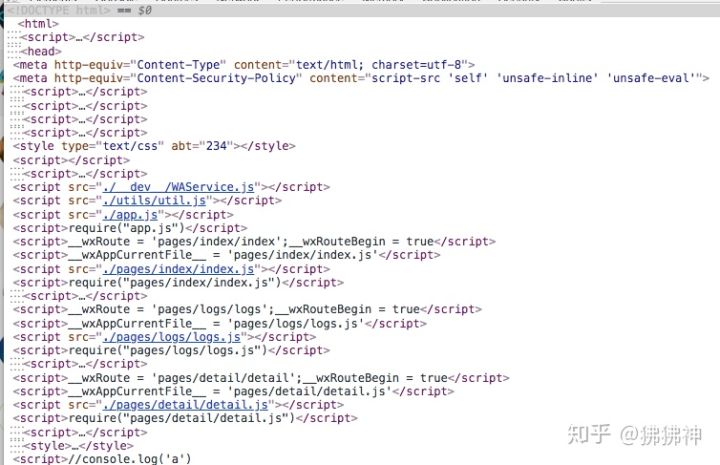 <!DOCTYPE html> == $0
<html>
<script>…</script>
<head>
<meta http-equiv="Content-Type" content="text/html; charset=utf-8">
<meta http-equiv="Content-Security-Policy" content="script-src 'self' 'unsafe-inline' 'unsafe-eval'">
<script>…</script>
<script>…</script>
<script>…</script>
<script>…</script>
<style type="text/css" abt="234"></style>
<script></script>
<script>…</script>
<script src="./__dev__/WAService.js"></script>
<script src="./utils/util.js"></script>
<script src="./app.js"></script>
<script>require("app.js")</script>
<script>__wxRoute = 'pages/index/index';__wxRouteBegin = true</script>
<script>__wxAppCurrentFile__ = 'pages/index/index.js'</script>
<script src="./pages/index/index.js"></script>
<script>require("pages/index/index.js")</script>
<script>…</script>
<script>__wxRoute = 'pages/logs/logs';__wxRouteBegin = true</script>
<script>__wxAppCurrentFile__ = 'pages/logs/logs.js'</script>
<script src="./pages/logs/logs.js"></script>
<script>require("pages/logs/logs.js")</script>
<script>…</script>
<script>__wxRoute = 'pages/detail/detail';__wxRouteBegin = true</script>
<script>__wxAppCurrentFile__ = 'pages/detail/detail.js'</script>
<script src="./pages/detail/detail.js"></script>
<script>require("pages/detail/detail.js")</script>
<script>…</script>
<style>…</style>
<script>//console.log('a')
知乎 @狒狒神